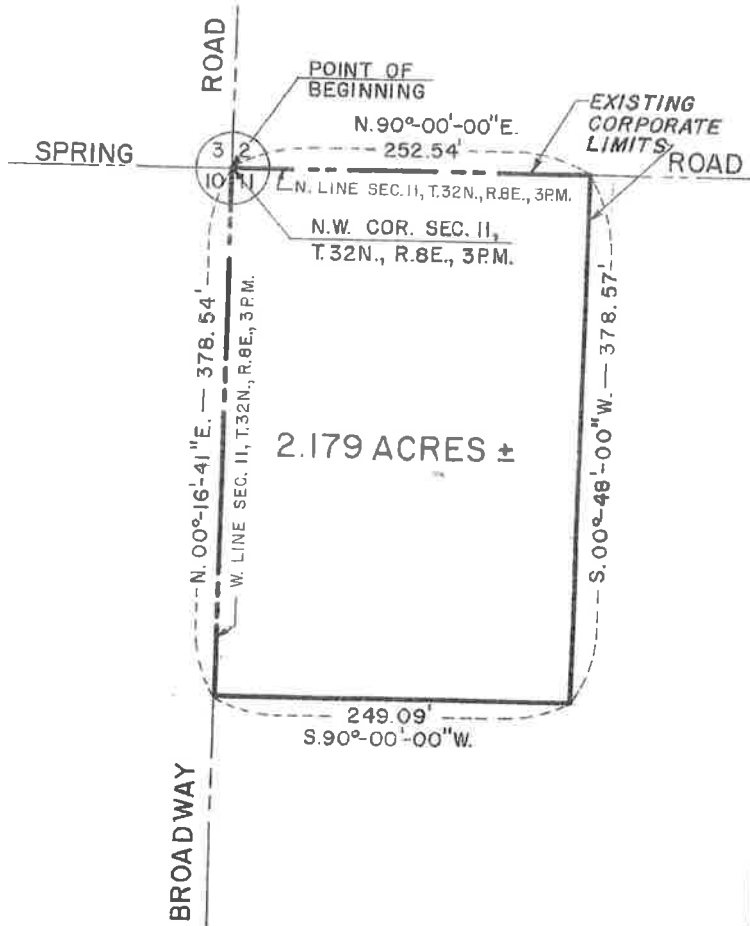 ROAD
POINT OF
BEGINNING
N.90°-00'-00"E.
252.54'
EXISTING
CORPORATE
LIMITS
SPRING
ROAD
3 2
10 11
N. LINE SEC. 11, T.32N., R.8E., 3P.M.
N.W. COR. SEC. 11,
T.32N., R.8E., 3P.M.
N. 00°-16'-41"E. — 378.54'
W. LINE SEC. 11, T.32N., R.8E., 3P.M.
2.179 ACRES ±
S.00°-48'-00"W. — 378.57'
249.09'
S.90°-00'-00"W.
BROADWAY